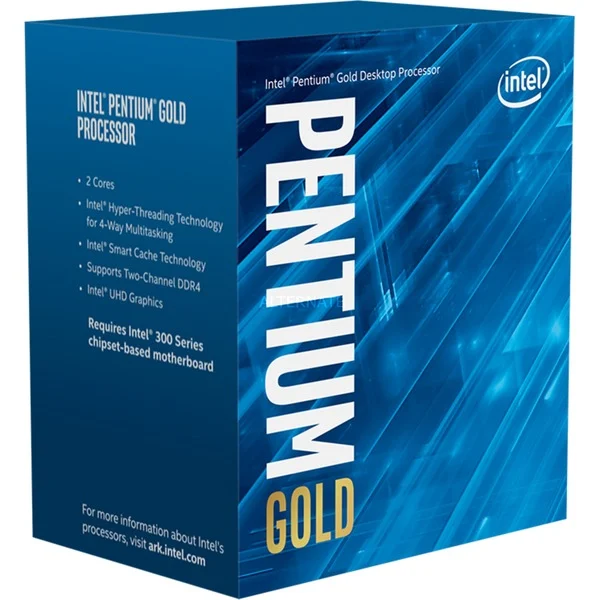 INTEL® PENTIUM® GOLD
PROCESSOR
• 2 Cores
• Intel® Hyper-Threading Technology
for 4-Way Multitasking
• Intel® Smart Cache Technology
• Supports Two-Channel DDR4
• Intel® UHD Graphics
Requires Intel® 300 Series
chipset-based motherboard
For more information about Intel's
processors, visit ark.intel.com
Intel® Pentium® Gold Desktop Processor
intel®
PENTIUM
GOLD
ALTERNATE